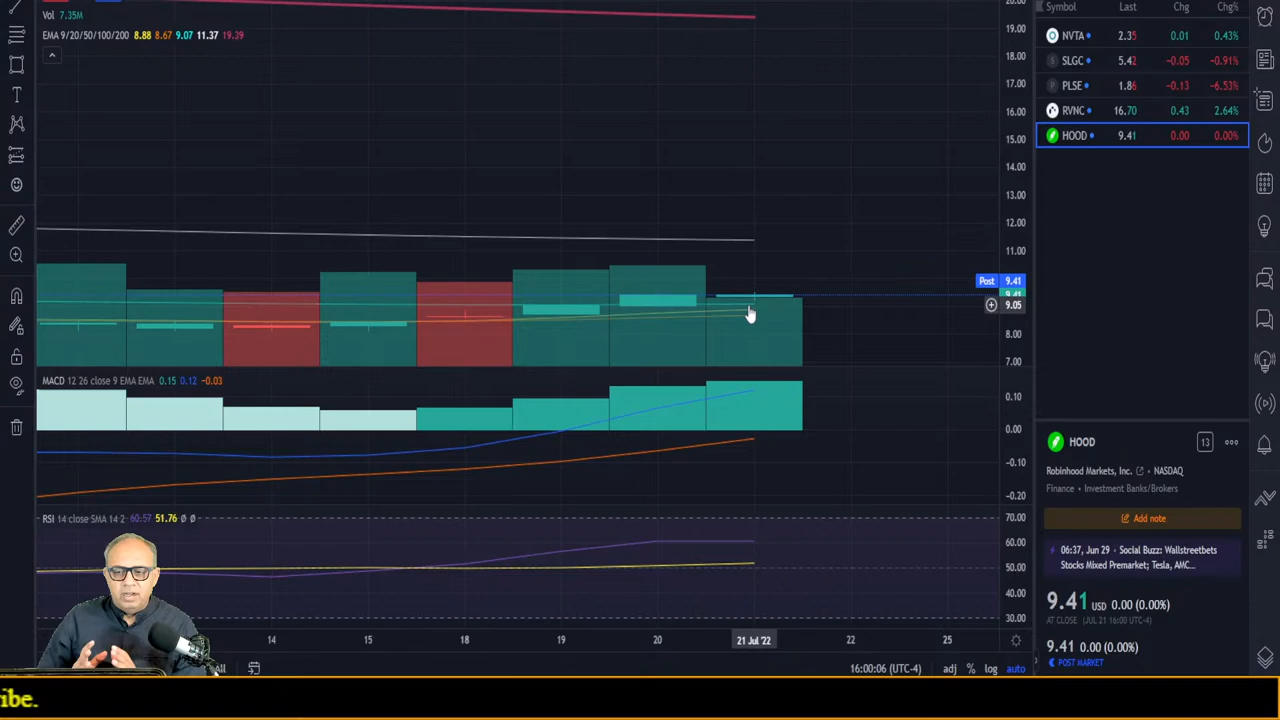 Vol 7.35M
EMA 9/20/50/100/200 8.88 8.67 9.07 11.37 19.39
20.00
19.00
18.00
17.00
16.00
15.00
14.00
13.00
12.00
11.00
Post 9.41
9.41
9.05
8.00
7.00
MACD 12 26 close 9 EMA EMA 0.15 0.12 −0.03
0.10
0.00
−0.10
−0.20
RSI 14 close SMA 14 2 60.57 51.76 Ø Ø
70.00
60.00
50.00
40.00
30.00
14 15 18 19 20 21 Jul '22 22 25
All
16:00:06 (UTC-4) adj % log auto
Symbol Last Chg Chg%
NVTA 2.35 0.01 0.43%
SLGC 5.42 −0.05 −0.91%
PLSE 1.86 −0.13 −6.53%
RVNC 16.70 0.43 2.64%
HOOD 9.41 0.00 0.00%
HOOD
13
Robinhood Markets, Inc. • NASDAQ
Finance • Investment Banks/Brokers
Add note
06:37, Jun 29 • Social Buzz: Wallstreetbets
Stocks Mixed Premarket; Tesla, AMC...
9.41 USD 0.00 (0.00%)
AT CLOSE (JUL 21 16:00 UTC-4)
9.41 0.00 (0.00%)
POST MARKET
ibe.